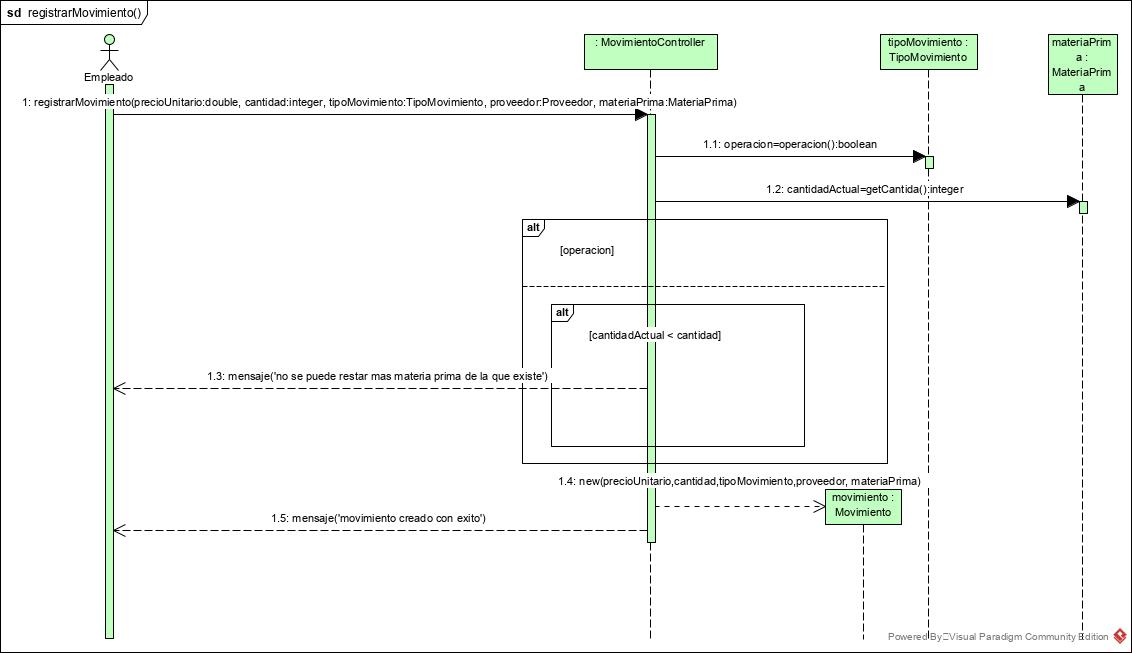 sd registrarMovimiento()
Empleado
: MovimientoController
tipoMovimiento :
TipoMovimiento
materiaPrim
a :
MateriaPrim
a
1: registrarMovimiento(precioUnitario:double, cantidad:integer, tipoMovimiento:TipoMovimiento, proveedor:Proveedor, materiaPrima:MateriaPrima)
1.1: operacion=operacion():boolean
1.2: cantidadActual=getCantida():integer
alt
[operacion]
alt
[cantidadActual < cantidad]
1.3: mensaje('no se puede restar mas materia prima de la que existe')
1.4: new(precioUnitario,cantidad,tipoMovimiento,proveedor, materiaPrima)
movimiento :
Movimiento
1.5: mensaje('movimiento creado con exito')
Powered By Visual Paradigm Community Edition